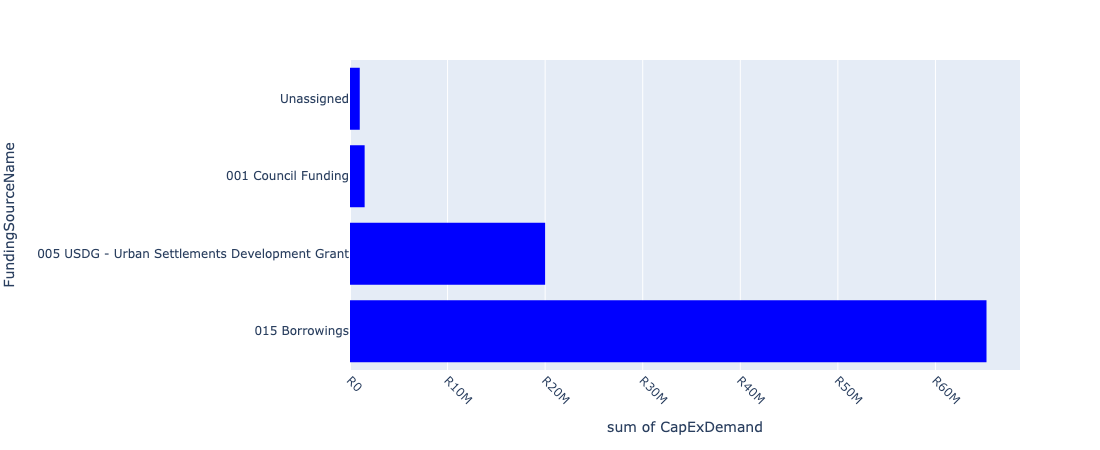 FundingSourceName
Unassigned
001 Council Funding
005 USDG - Urban Settlements Development Grant
015 Borrowings
R0
R10M
R20M
R30M
R40M
R50M
R60M
sum of CapExDemand